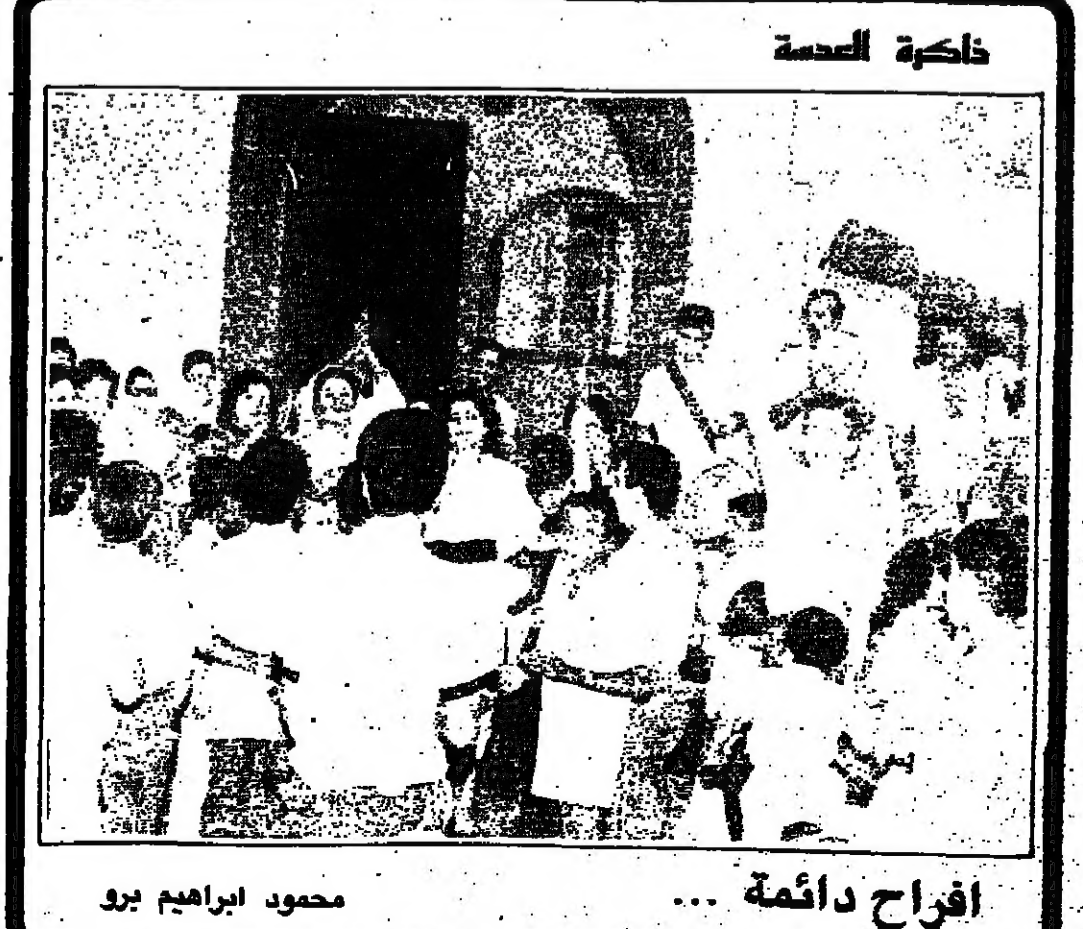 ذاكرة العدسة
افراح دائمة ...
محمود ابراهيم برو